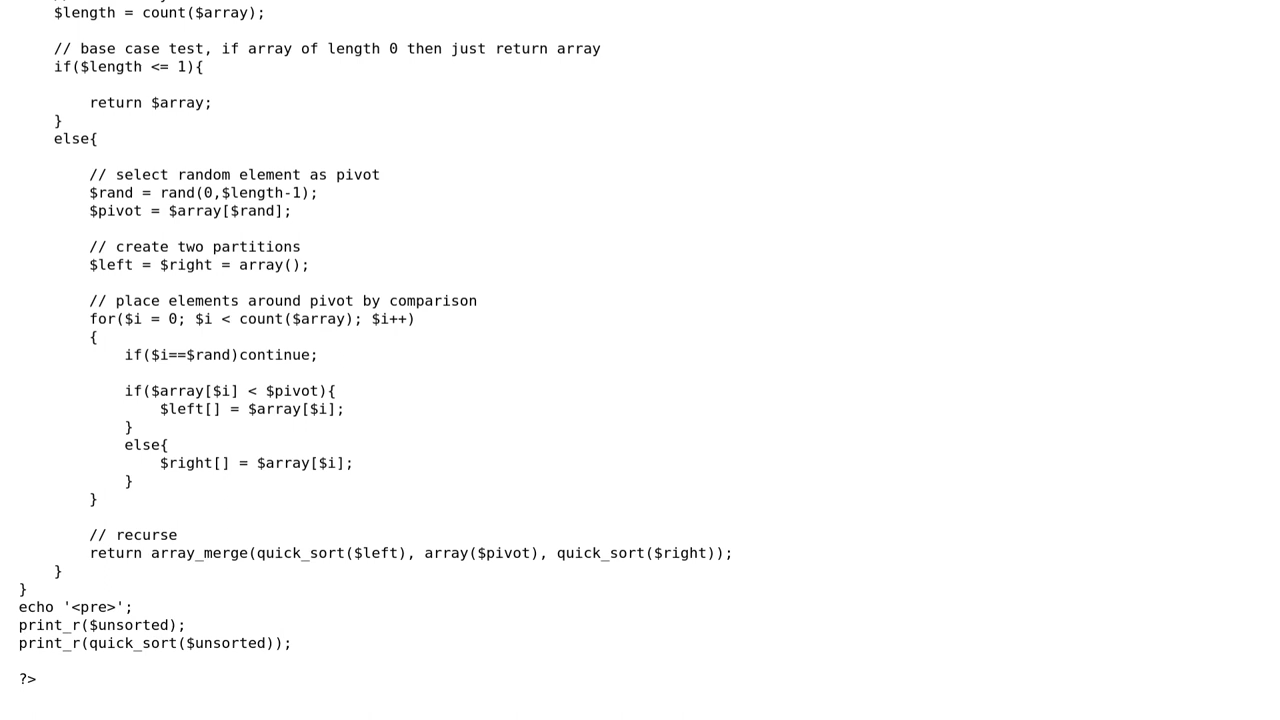 $length = count($array);
// base case test, if array of length 0 then just return array
if($length <= 1){
return $array;
}
else{
// select random element as pivot
$rand = rand(0,$length-1);
$pivot = $array[$rand];
// create two partitions
$left = $right = array();
// place elements around pivot by comparison
for($i = 0; $i < count($array); $i++)
{
if($i==$rand)continue;
if($array[$i] < $pivot){
$left[] = $array[$i];
}
else{
$right[] = $array[$i];
}
}
// recurse
return array_merge(quick_sort($left), array($pivot), quick_sort($right));
}
}
echo '<pre>';
print_r($unsorted);
print_r(quick_sort($unsorted));
?>